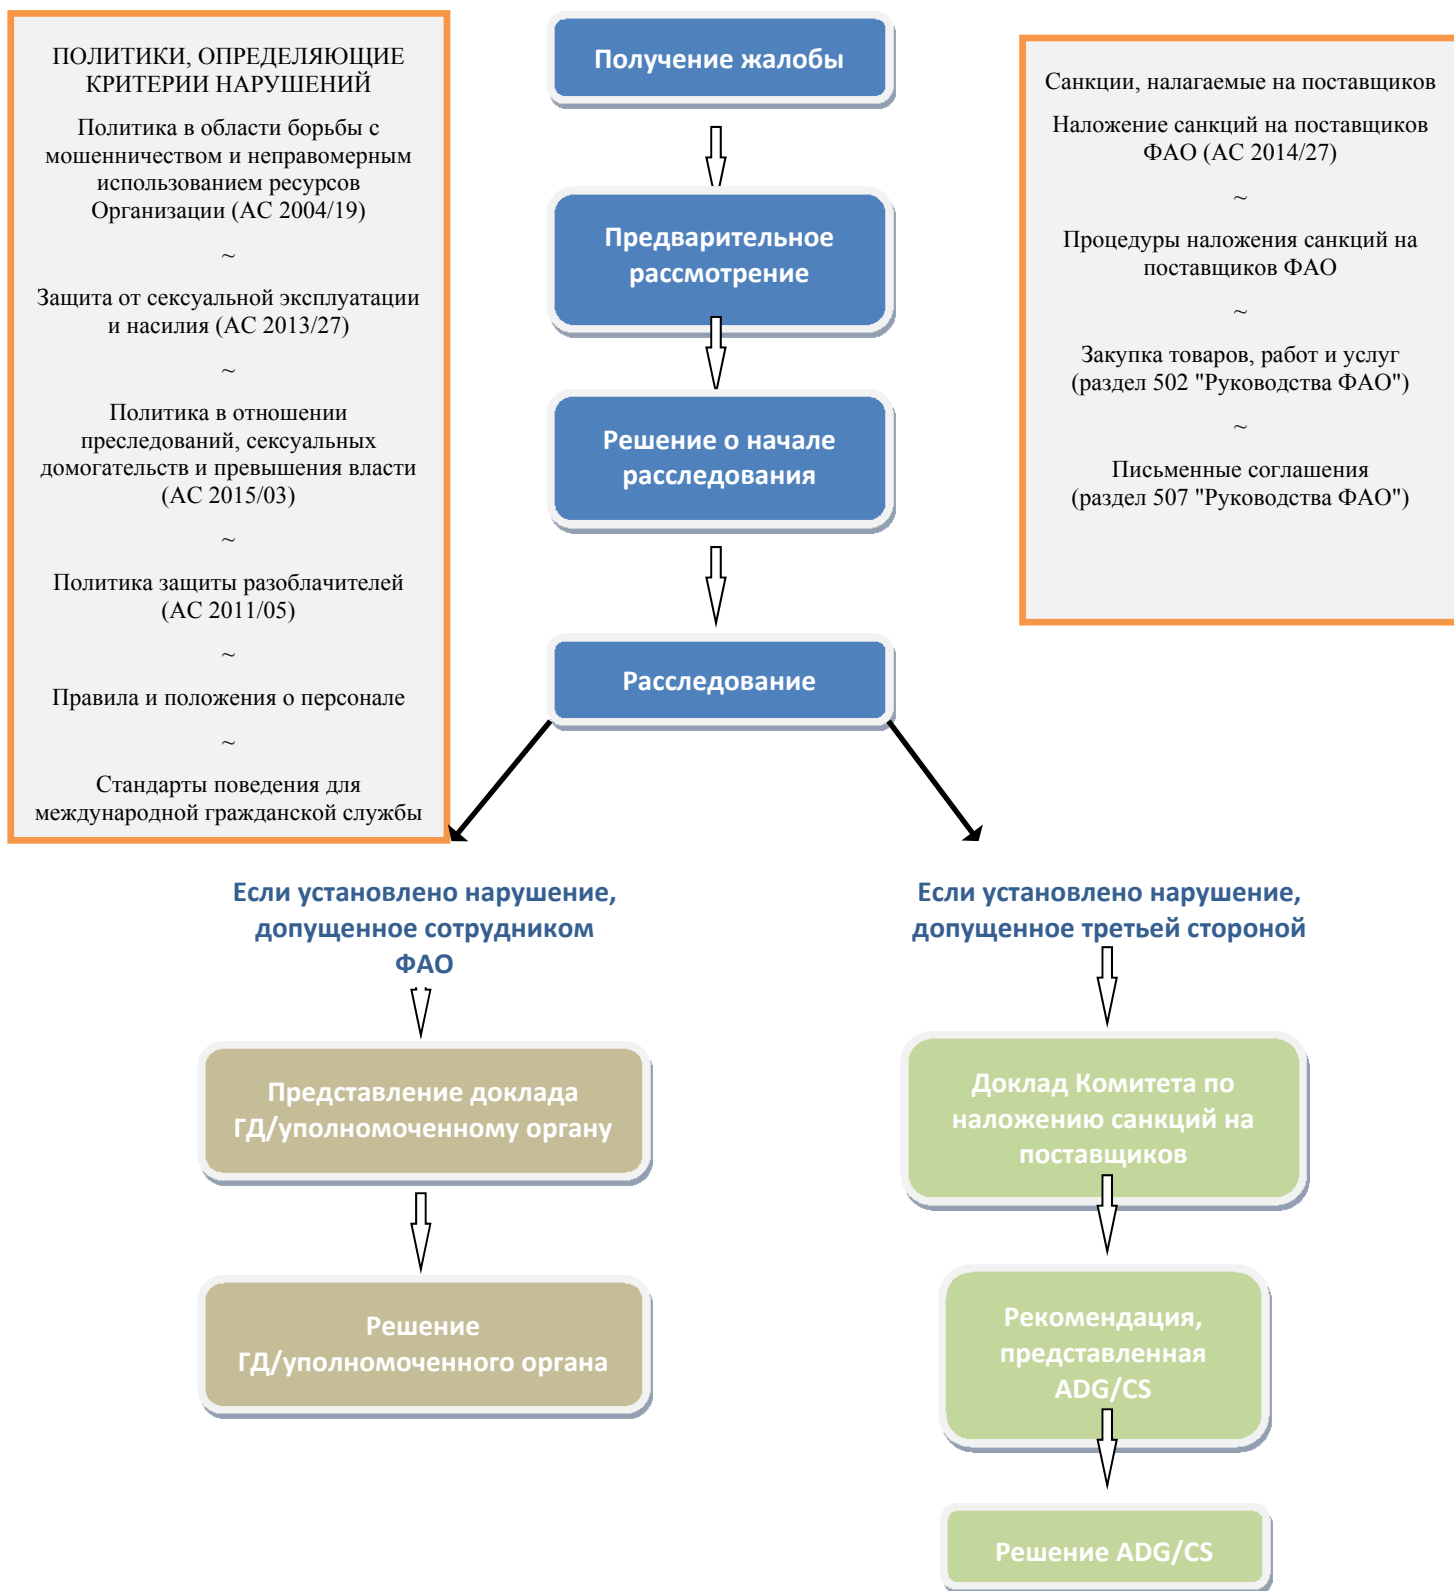 ПОЛИТИКИ, ОПРЕДЕЛЯЮЩИЕ
КРИТЕРИИ НАРУШЕНИЙ
Политика в области борьбы с
мошенничеством и неправомерным
использованием ресурсов
Организации (AC 2004/19)
~
Защита от сексуальной эксплуатации
и насилия (AC 2013/27)
~
Политика в отношении
преследований, сексуальных
домогательств и превышения власти
(AC 2015/03)
~
Политика защиты разоблачителей
(AC 2011/05)
~
Правила и положения о персонале
~
Стандарты поведения для
международной гражданской службы
Получение жалобы
Предварительное
рассмотрение
Решение о начале
расследования
Расследование
Санкции, налагаемые на поставщиков
Наложение санкций на поставщиков
ФАО (AC 2014/27)
~
Процедуры наложения санкций на
поставщиков ФАО
~
Закупка товаров, работ и услуг
(раздел 502 "Руководства ФАО")
~
Письменные соглашения
(раздел 507 "Руководства ФАО")
Если установлено нарушение,
допущенное сотрудником
ФАО
Представление доклада
ГД/уполномоченному органу
Решение
ГД/уполномоченного органа
Если установлено нарушение,
допущенное третьей стороной
Доклад Комитета по
наложению санкций на
поставщиков
Рекомендация,
представленная
ADG/CS
Решение ADG/CS